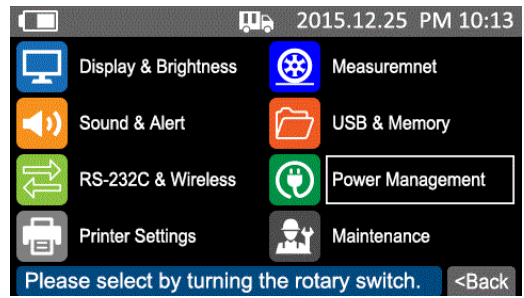 2015.12.25 PM 10:13
Display & Brightness
Measuremnet
Sound & Alert
USB & Memory
RS-232C & Wireless
Power Management
Printer Settings
Maintenance
Please select by turning the rotary switch.
<Back